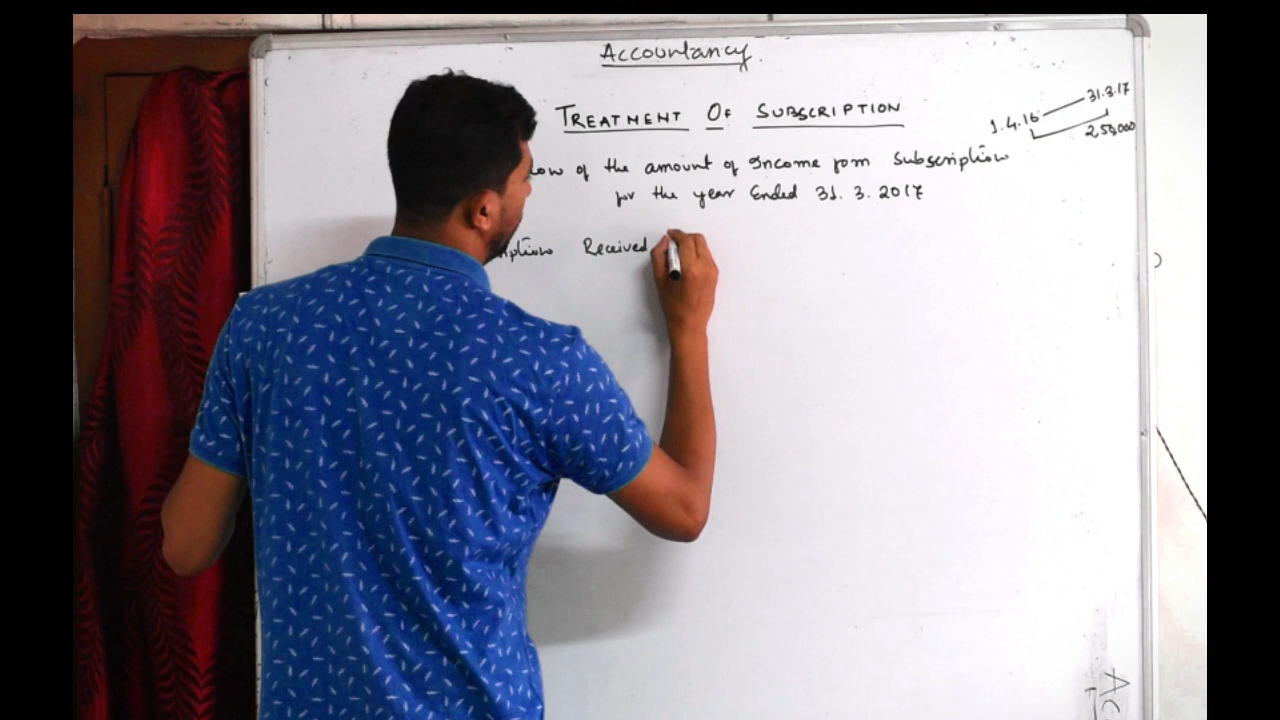 Accountancy.
TREATMENT OF SUBSCRIPTION
1.4.16 31.3.17
2,50,000
of the amount of Income from Subscription
for the year Ended 31. 3. 2017
Received
AC